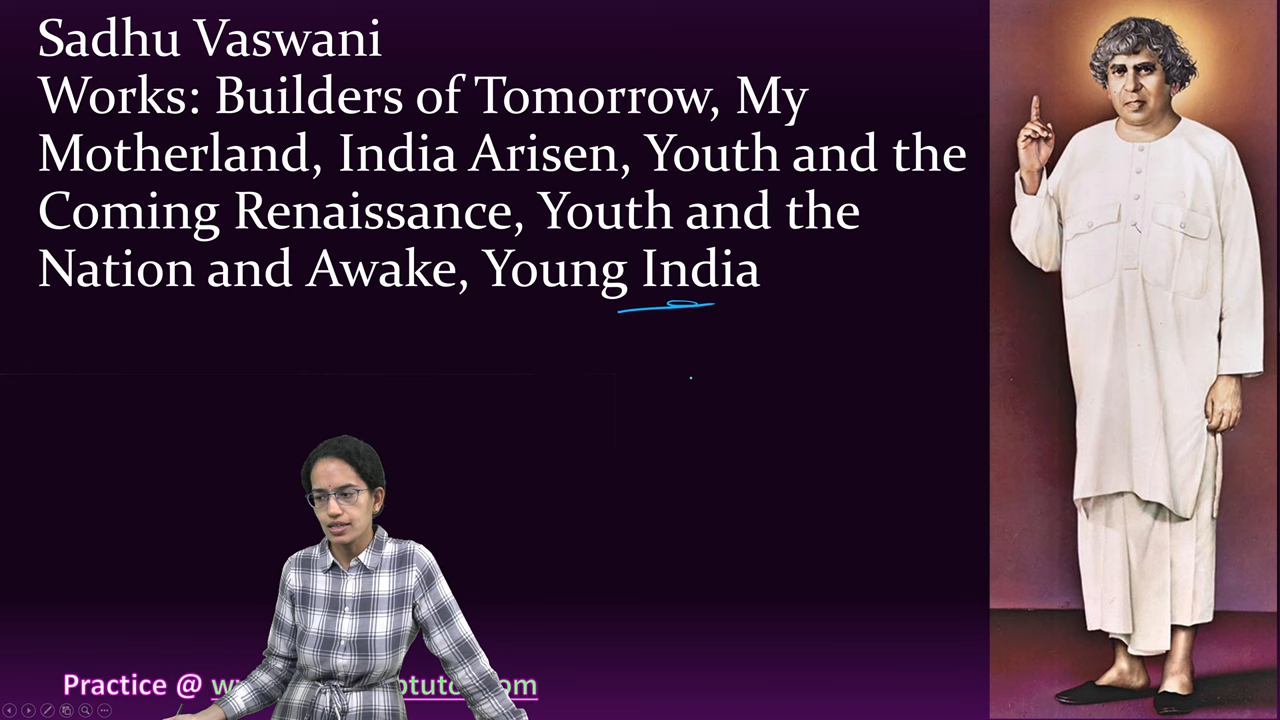 Sadhu Vaswani
Works: Builders of Tomorrow, My
Motherland, India Arisen, Youth and the
Coming Renaissance, Youth and the
Nation and Awake, Young India
Practice @